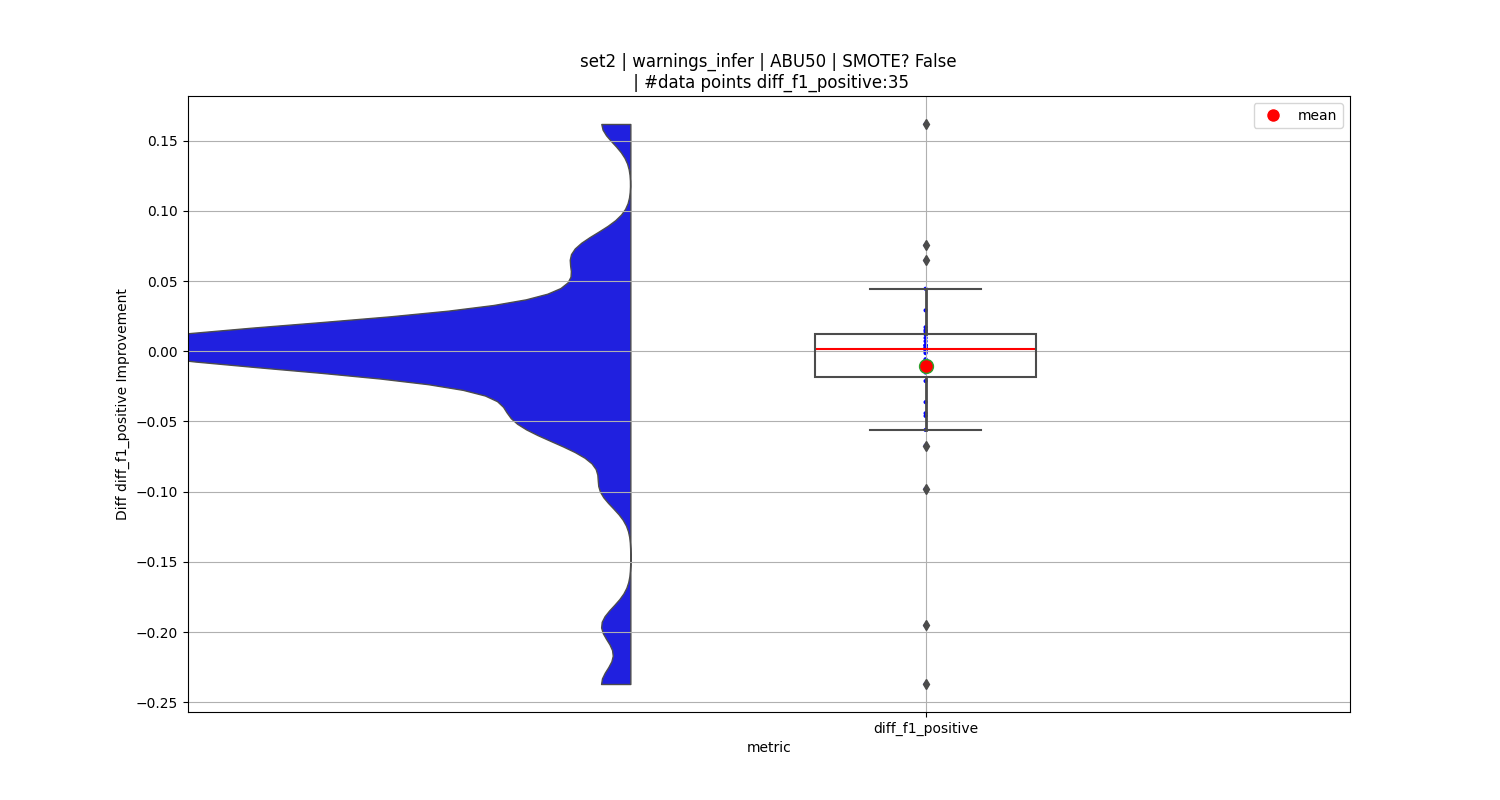 set2 | warnings_infer | ABU50 | SMOTE? False
| #data points diff_f1_positive:35
mean
0.15
0.10
0.05
0.00
−0.05
−0.10
−0.15
−0.20
−0.25
Diff diff_f1_positive Improvement
diff_f1_positive
metric